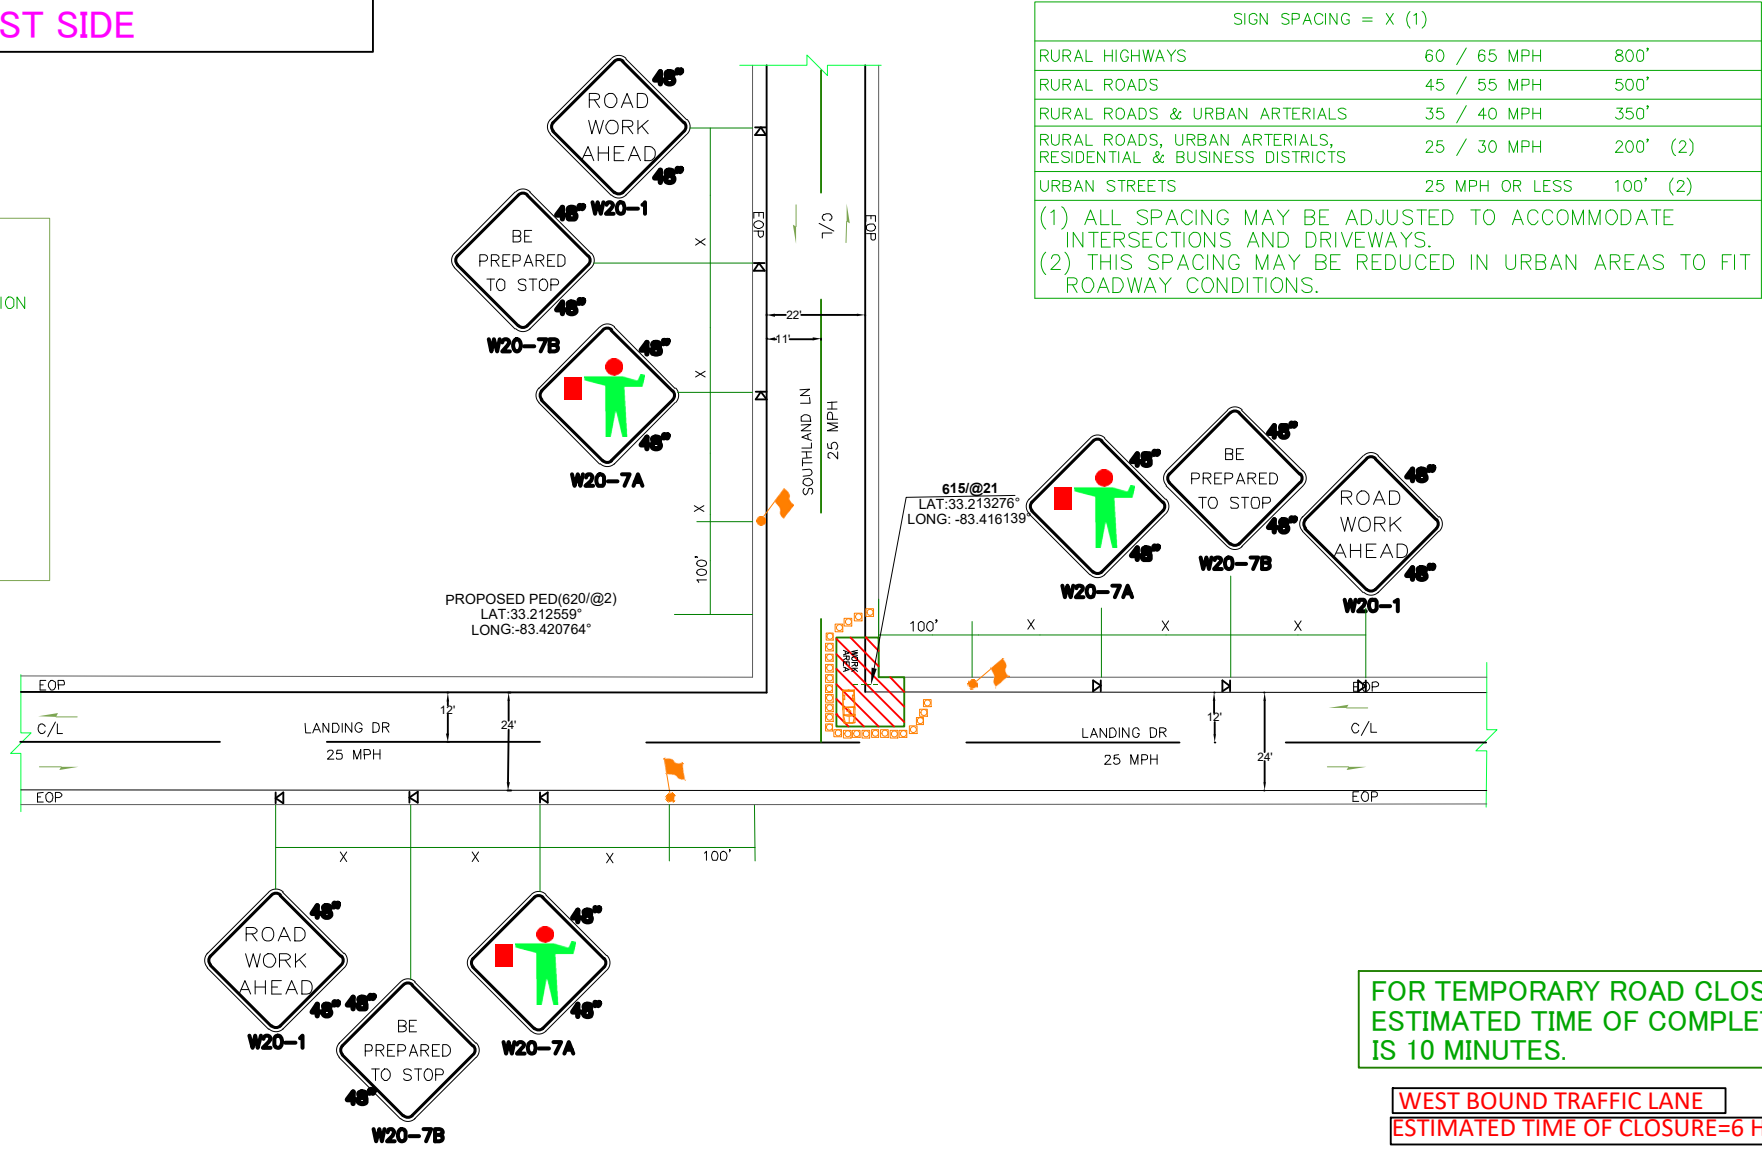 ST SIDE
SIGN SPACING = X (1)
RURAL HIGHWAYS 60 / 65 MPH 800'
RURAL ROADS 45 / 55 MPH 500'
RURAL ROADS & URBAN ARTERIALS 35 / 40 MPH 350'
RURAL ROADS, URBAN ARTERIALS,
RESIDENTIAL & BUSINESS DISTRICTS 25 / 30 MPH 200' (2)
URBAN STREETS 25 MPH OR LESS 100' (2)
(1) ALL SPACING MAY BE ADJUSTED TO ACCOMMODATE
INTERSECTIONS AND DRIVEWAYS.
(2) THIS SPACING MAY BE REDUCED IN URBAN AREAS TO FIT
ROADWAY CONDITIONS.
ION
48"
ROAD
WORK
AHEAD
48"
W20-1
48"
BE
PREPARED
TO STOP
48"
W20-7B
48"
48"
W20-7A
X
X
X
100'
EOP
C/L
EOP
22'
11'
SOUTHLAND LN
25 MPH
615/@21
LAT:33.213276°
LONG: -83.416139°
PROPOSED PED(620/@2)
LAT:33.212559°
LONG:-83.420764°
48"
48"
W20-7A
48"
BE
PREPARED
TO STOP
48"
W20-7B
48"
ROAD
WORK
AHEAD
48"
W20-1
100'
X
X
X
WORK
AREA
EOP
C/L
LANDING DR
25 MPH
12'
24'
EOP
EOP
C/L
LANDING DR
25 MPH
12'
24'
EOP
X
X
X
100'
48"
ROAD
WORK
AHEAD
48"
W20-1
48"
BE
PREPARED
TO STOP
48"
W20-7B
48"
48"
W20-7A
FOR TEMPORARY ROAD CLOS
ESTIMATED TIME OF COMPLET
IS 10 MINUTES.
WEST BOUND TRAFFIC LANE
ESTIMATED TIME OF CLOSURE=6 H